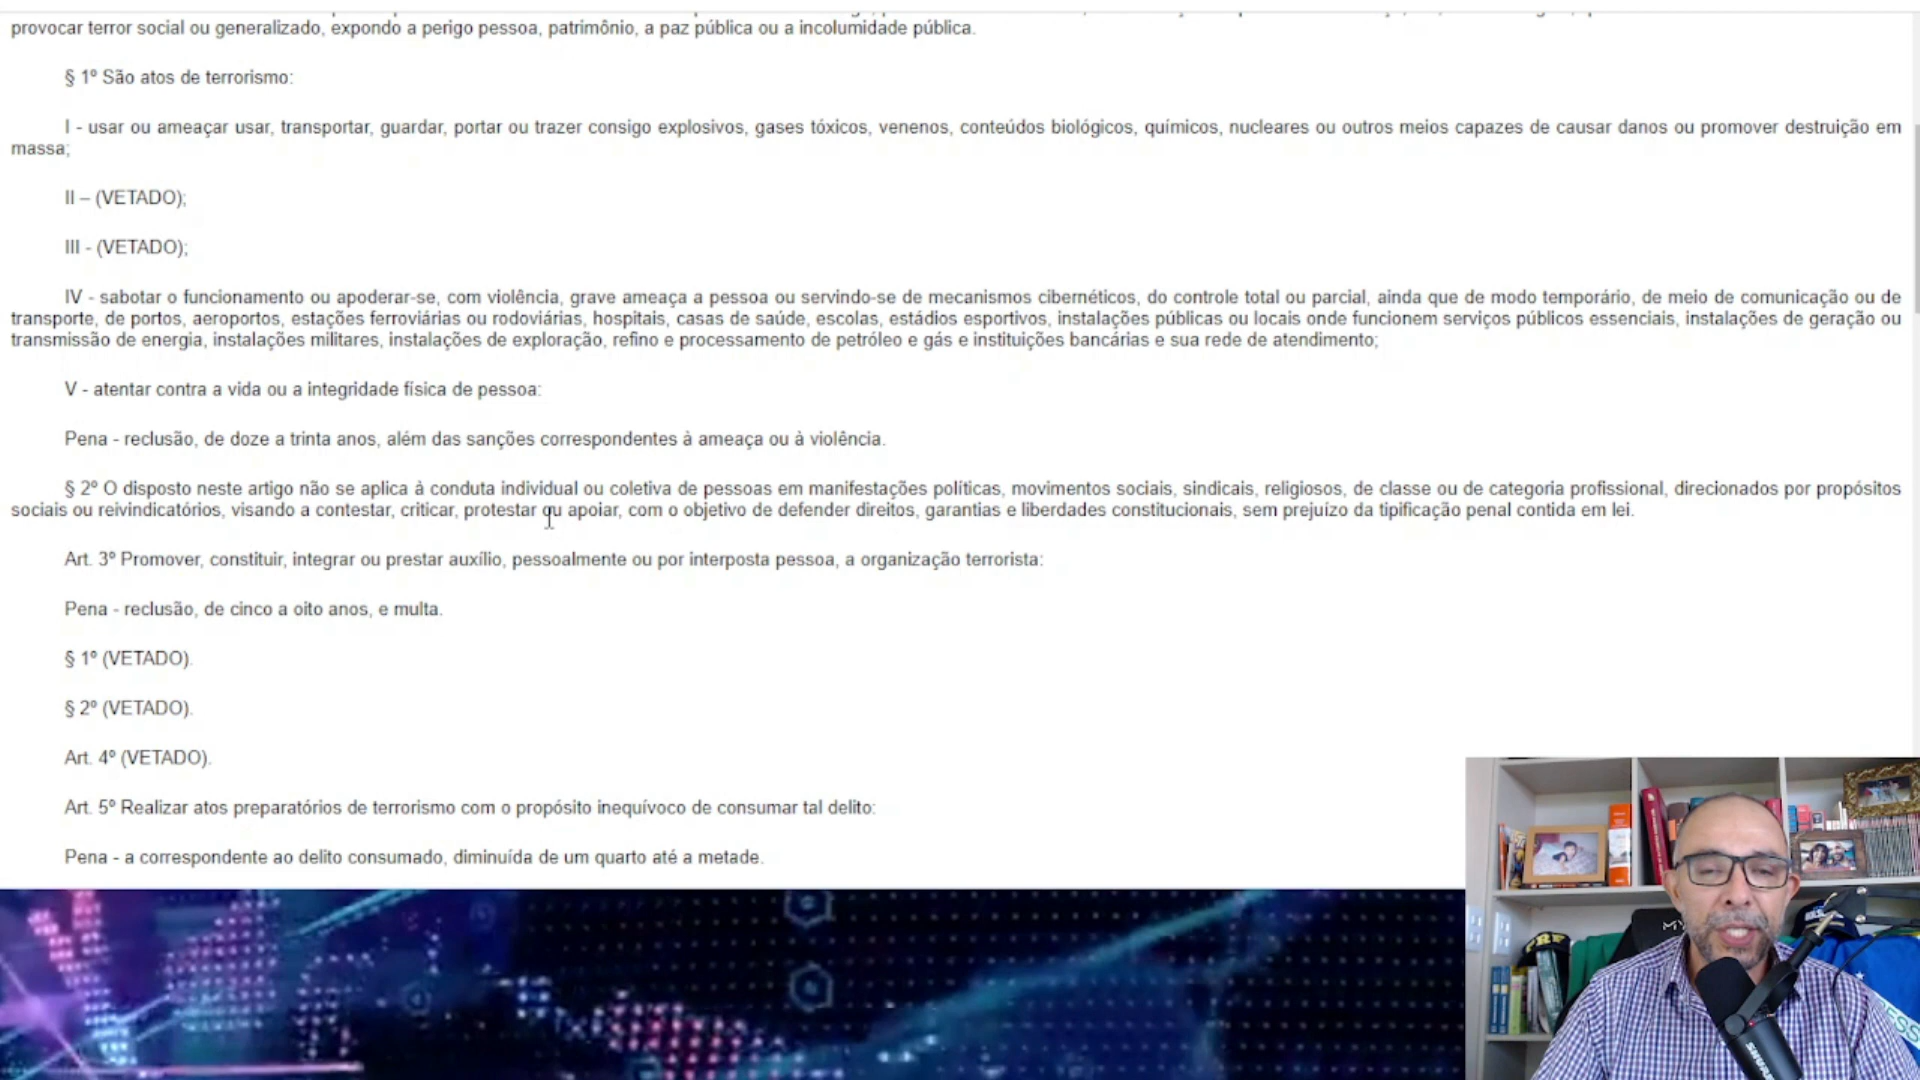 provocar terror social ou generalizado, expondo a perigo pessoa, patrimônio, a paz pública ou a incolumidade pública.
§ 1º São atos de terrorismo:
I - usar ou ameaçar usar, transportar, guardar, portar ou trazer consigo explosivos, gases tóxicos, venenos, conteúdos biológicos, químicos, nucleares ou outros meios capazes de causar danos ou promover destruição em
massa;
II – (VETADO);
III - (VETADO);
IV - sabotar o funcionamento ou apoderar-se, com violência, grave ameaça a pessoa ou servindo-se de mecanismos cibernéticos, do controle total ou parcial, ainda que de modo temporário, de meio de comunicação ou de
transporte, de portos, aeroportos, estações ferroviárias ou rodoviárias, hospitais, casas de saúde, escolas, estádios esportivos, instalações públicas ou locais onde funcionem serviços públicos essenciais, instalações de geração ou
transmissão de energia, instalações militares, instalações de exploração, refino e processamento de petróleo e gás e instituições bancárias e sua rede de atendimento;
V - atentar contra a vida ou a integridade física de pessoa:
Pena - reclusão, de doze a trinta anos, além das sanções correspondentes à ameaça ou à violência.
§ 2º O disposto neste artigo não se aplica à conduta individual ou coletiva de pessoas em manifestações políticas, movimentos sociais, sindicais, religiosos, de classe ou de categoria profissional, direcionados por propósitos
sociais ou reivindicatórios, visando a contestar, criticar, protestar ou apoiar, com o objetivo de defender direitos, garantias e liberdades constitucionais, sem prejuízo da tipificação penal contida em lei.
Art. 3º Promover, constituir, integrar ou prestar auxílio, pessoalmente ou por interposta pessoa, a organização terrorista:
Pena - reclusão, de cinco a oito anos, e multa.
§ 1º (VETADO).
§ 2º (VETADO).
Art. 4º (VETADO).
Art. 5º Realizar atos preparatórios de terrorismo com o propósito inequívoco de consumar tal delito:
Pena - a correspondente ao delito consumado, diminuída de um quarto até a metade.
PRF
SHURE